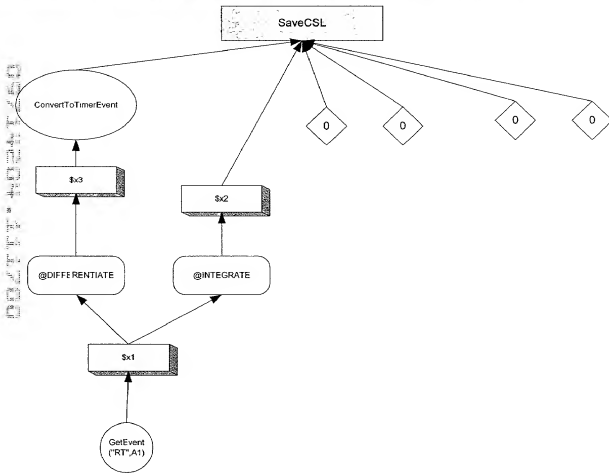 SaveCSL
ConvertToTimerEvent
0
0
0
0
$x3
$x2
@DIFFERENTIATE
@INTEGRATE
$x1
GetEvent
("RT",A1)